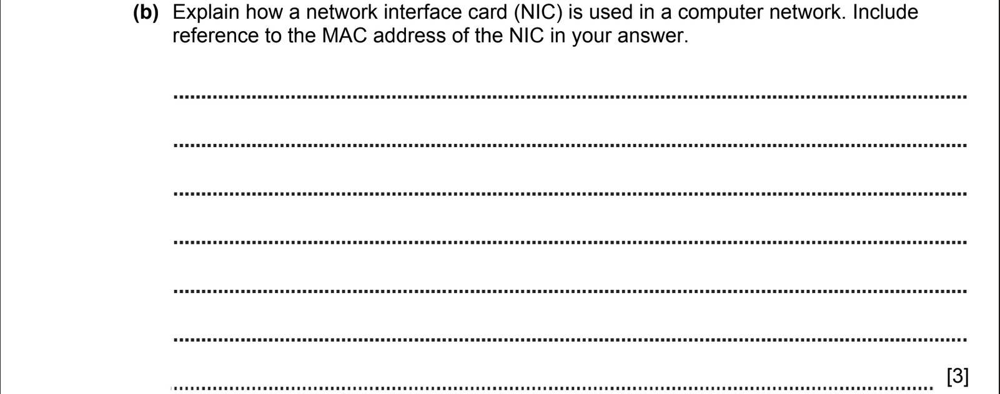 (b) Explain how a network interface card (NIC) is used in a computer network. Include
reference to the MAC address of the NIC in your answer.
[3]